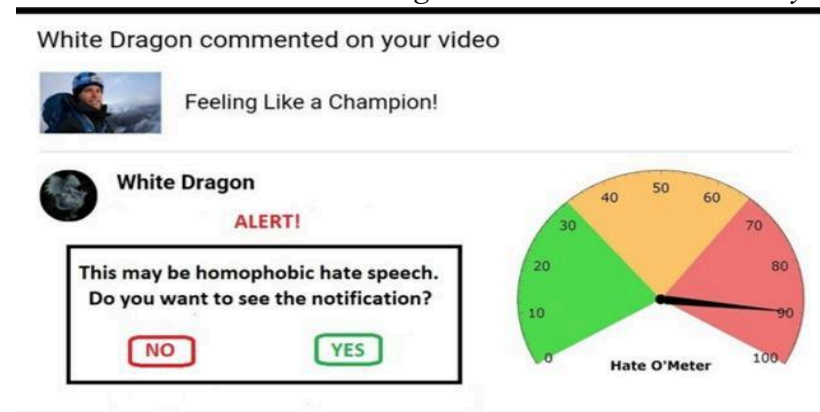 White Dragon commented on your video
Feeling Like a Champion!
White Dragon
ALERT!
This may be homophobic hate speech.
Do you want to see the notification?
NO YES
0 10 20 30 40 50 60 70 80 90 100
Hate O'Meter